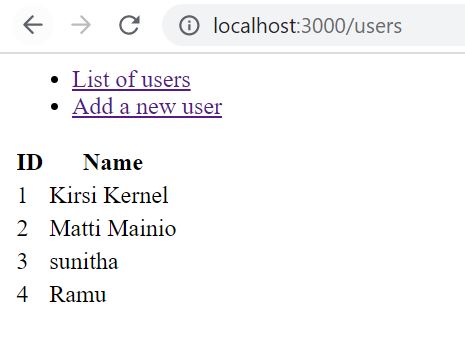 localhost:3000/users
List of users
Add a new user
ID Name
1 Kirsi Kernel
2 Matti Mainio
3 sunitha
4 Ramu